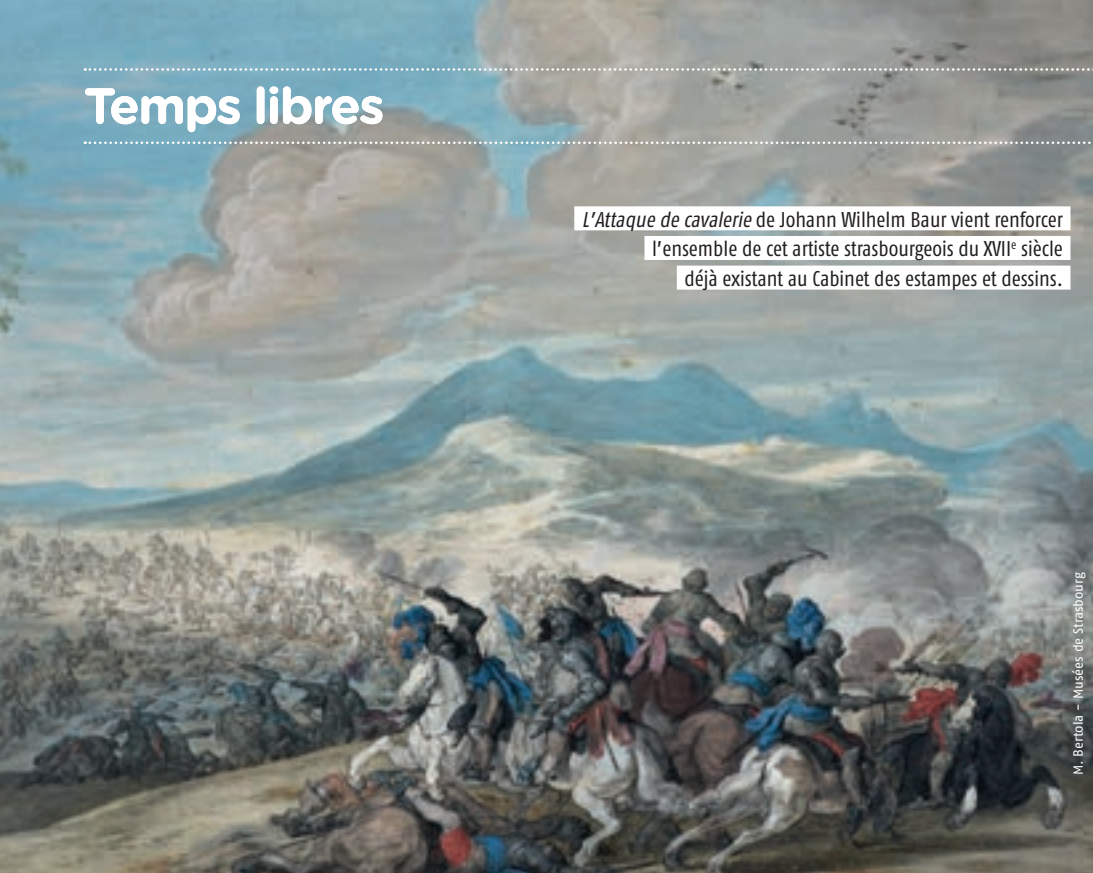 Temps libres
L'Attaque de cavalerie de Johann Wilhelm Baur vient renforcer
l'ensemble de cet artiste strasbourgeois du XVIIe siècle
déjà existant au Cabinet des estampes et dessins.
M. Bertola – Musées de Strasbourg